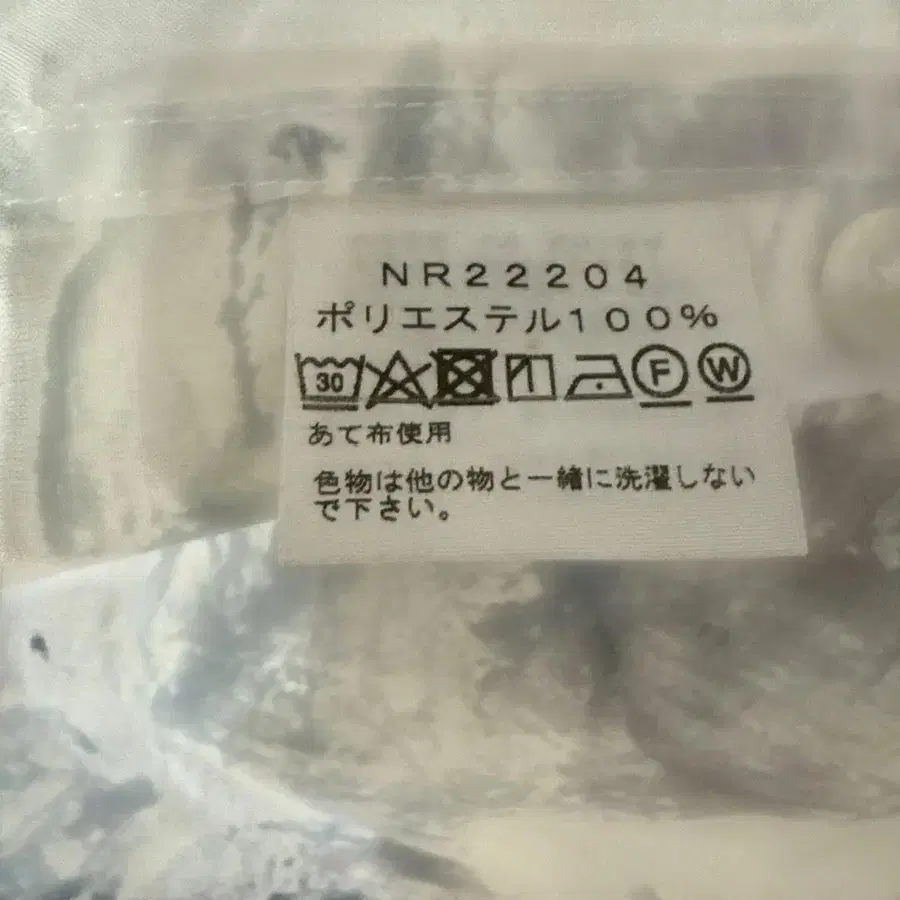 NR22204
ポリエステル100%
30 F W
あて布使用
色物は他の物と一緒に洗濯しない
で下さい。